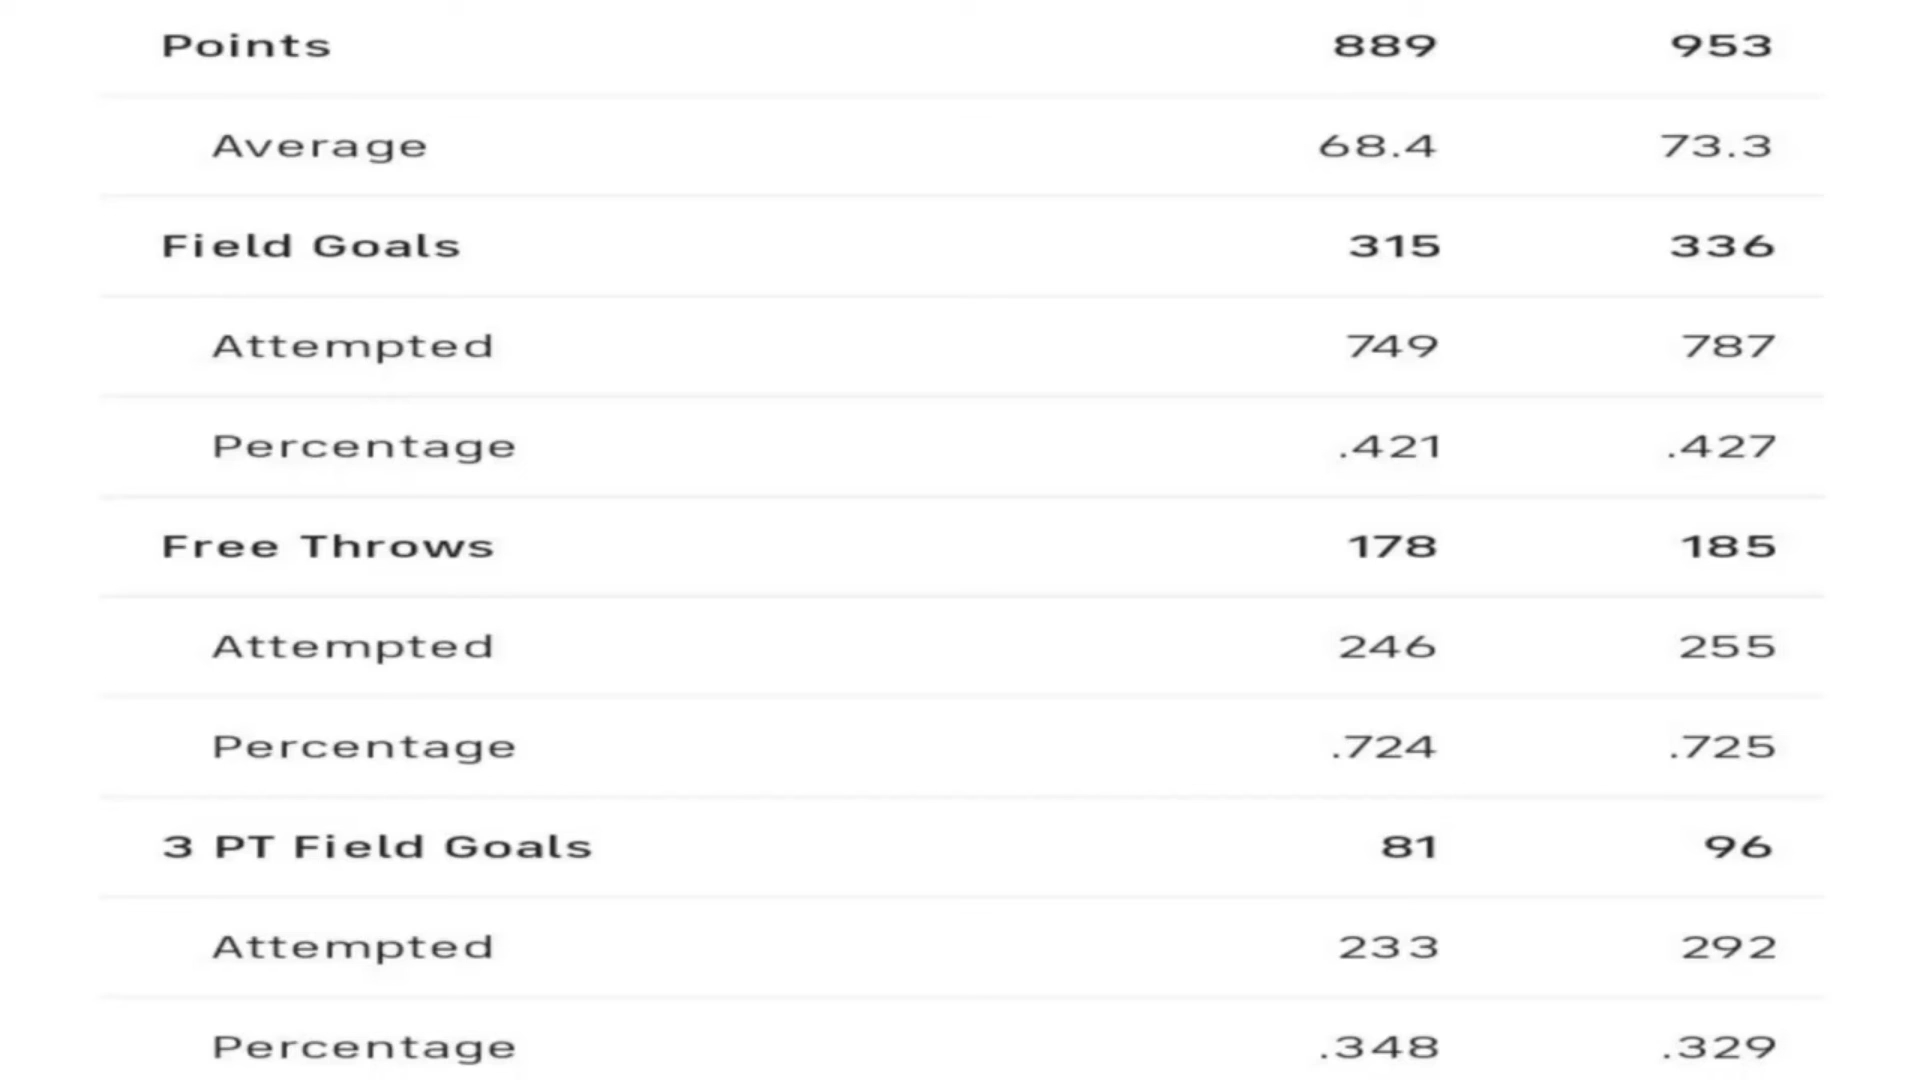 Points 889 953
Average 68.4 73.3
Field Goals 315 336
Attempted 749 787
Percentage .421 .427
Free Throws 178 185
Attempted 246 255
Percentage .724 .725
3 PT Field Goals 81 96
Attempted 233 292
Percentage .348 .329